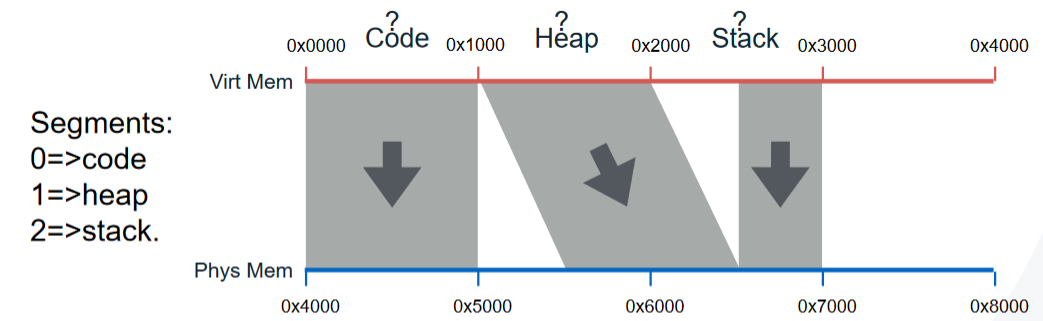 ? ? ?
0x0000 Code 0x1000 Heap 0x2000 Stack 0x3000 0x4000
Virt Mem
Segments:
0=>code
1=>heap
2=>stack.
Phys Mem
0x4000 0x5000 0x6000 0x7000 0x8000